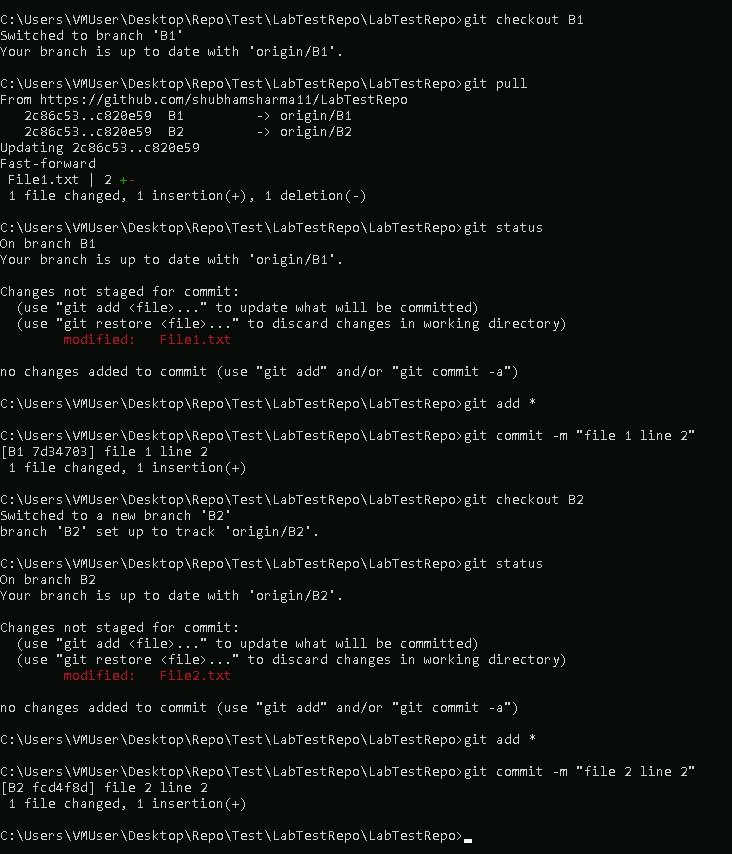 C:\Users\VMUser\Desktop\Repo\Test\LabTestRepo\LabTestRepo>git checkout B1
Switched to branch 'B1'
Your branch is up to date with 'origin/B1'.
C:\Users\VMUser\Desktop\Repo\Test\LabTestRepo\LabTestRepo>git pull
From https://github.com/shubhamsharma11/LabTestRepo
   2c86c53..c820e59  B1         -> origin/B1
   2c86c53..c820e59  B2         -> origin/B2
Updating 2c86c53..c820e59
Fast-forward
 File1.txt | 2 +-
 1 file changed, 1 insertion(+), 1 deletion(-)
C:\Users\VMUser\Desktop\Repo\Test\LabTestRepo\LabTestRepo>git status
On branch B1
Your branch is up to date with 'origin/B1'.
Changes not staged for commit:
  (use "git add <file>..." to update what will be committed)
  (use "git restore <file>..." to discard changes in working directory)
        modified:   File1.txt
no changes added to commit (use "git add" and/or "git commit -a")
C:\Users\VMUser\Desktop\Repo\Test\LabTestRepo\LabTestRepo>git add *
C:\Users\VMUser\Desktop\Repo\Test\LabTestRepo\LabTestRepo>git commit -m "file 1 line 2"
[B1 7d34703] file 1 line 2
 1 file changed, 1 insertion(+)
C:\Users\VMUser\Desktop\Repo\Test\LabTestRepo\LabTestRepo>git checkout B2
Switched to a new branch 'B2'
branch 'B2' set up to track 'origin/B2'.
C:\Users\VMUser\Desktop\Repo\Test\LabTestRepo\LabTestRepo>git status
On branch B2
Your branch is up to date with 'origin/B2'.
Changes not staged for commit:
  (use "git add <file>..." to update what will be committed)
  (use "git restore <file>..." to discard changes in working directory)
        modified:   File2.txt
no changes added to commit (use "git add" and/or "git commit -a")
C:\Users\VMUser\Desktop\Repo\Test\LabTestRepo\LabTestRepo>git add *
C:\Users\VMUser\Desktop\Repo\Test\LabTestRepo\LabTestRepo>git commit -m "file 2 line 2"
[B2 fcd4f8d] file 2 line 2
 1 file changed, 1 insertion(+)
C:\Users\VMUser\Desktop\Repo\Test\LabTestRepo\LabTestRepo>